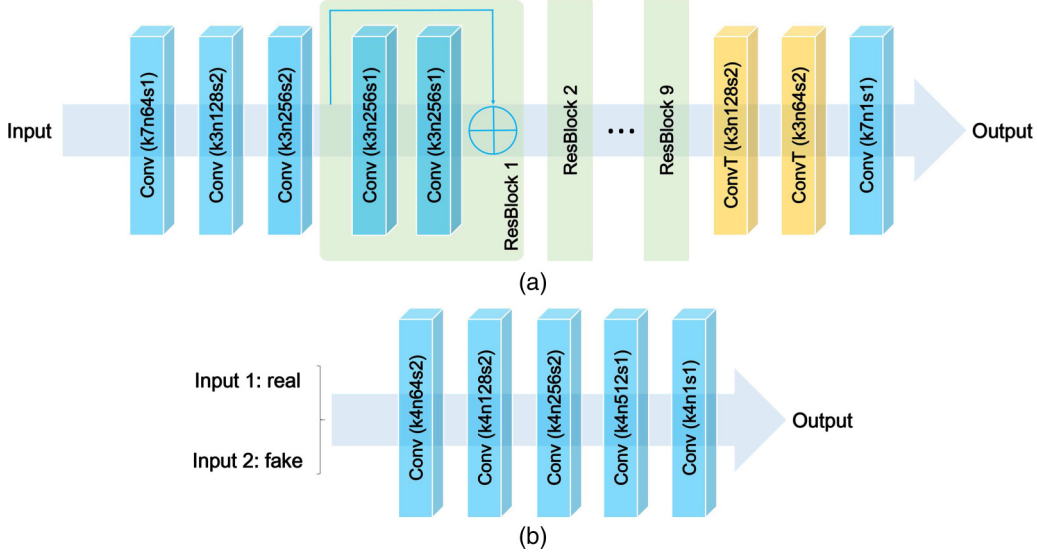 Input
Conv (k7n64s1)
Conv (k3n128s2)
Conv (k3n256s2)
Conv (k3n256s1)
Conv (k3n256s1)
ResBlock 1
ResBlock 2
...
ResBlock 9
ConvT (k3n128s2)
ConvT (k3n64s2)
Conv (k7n1s1)
Output
(a)
Input 1: real
Input 2: fake
Conv (k4n64s2)
Conv (k4n128s2)
Conv (k4n256s2)
Conv (k4n512s1)
Conv (k4n1s1)
Output
(b)